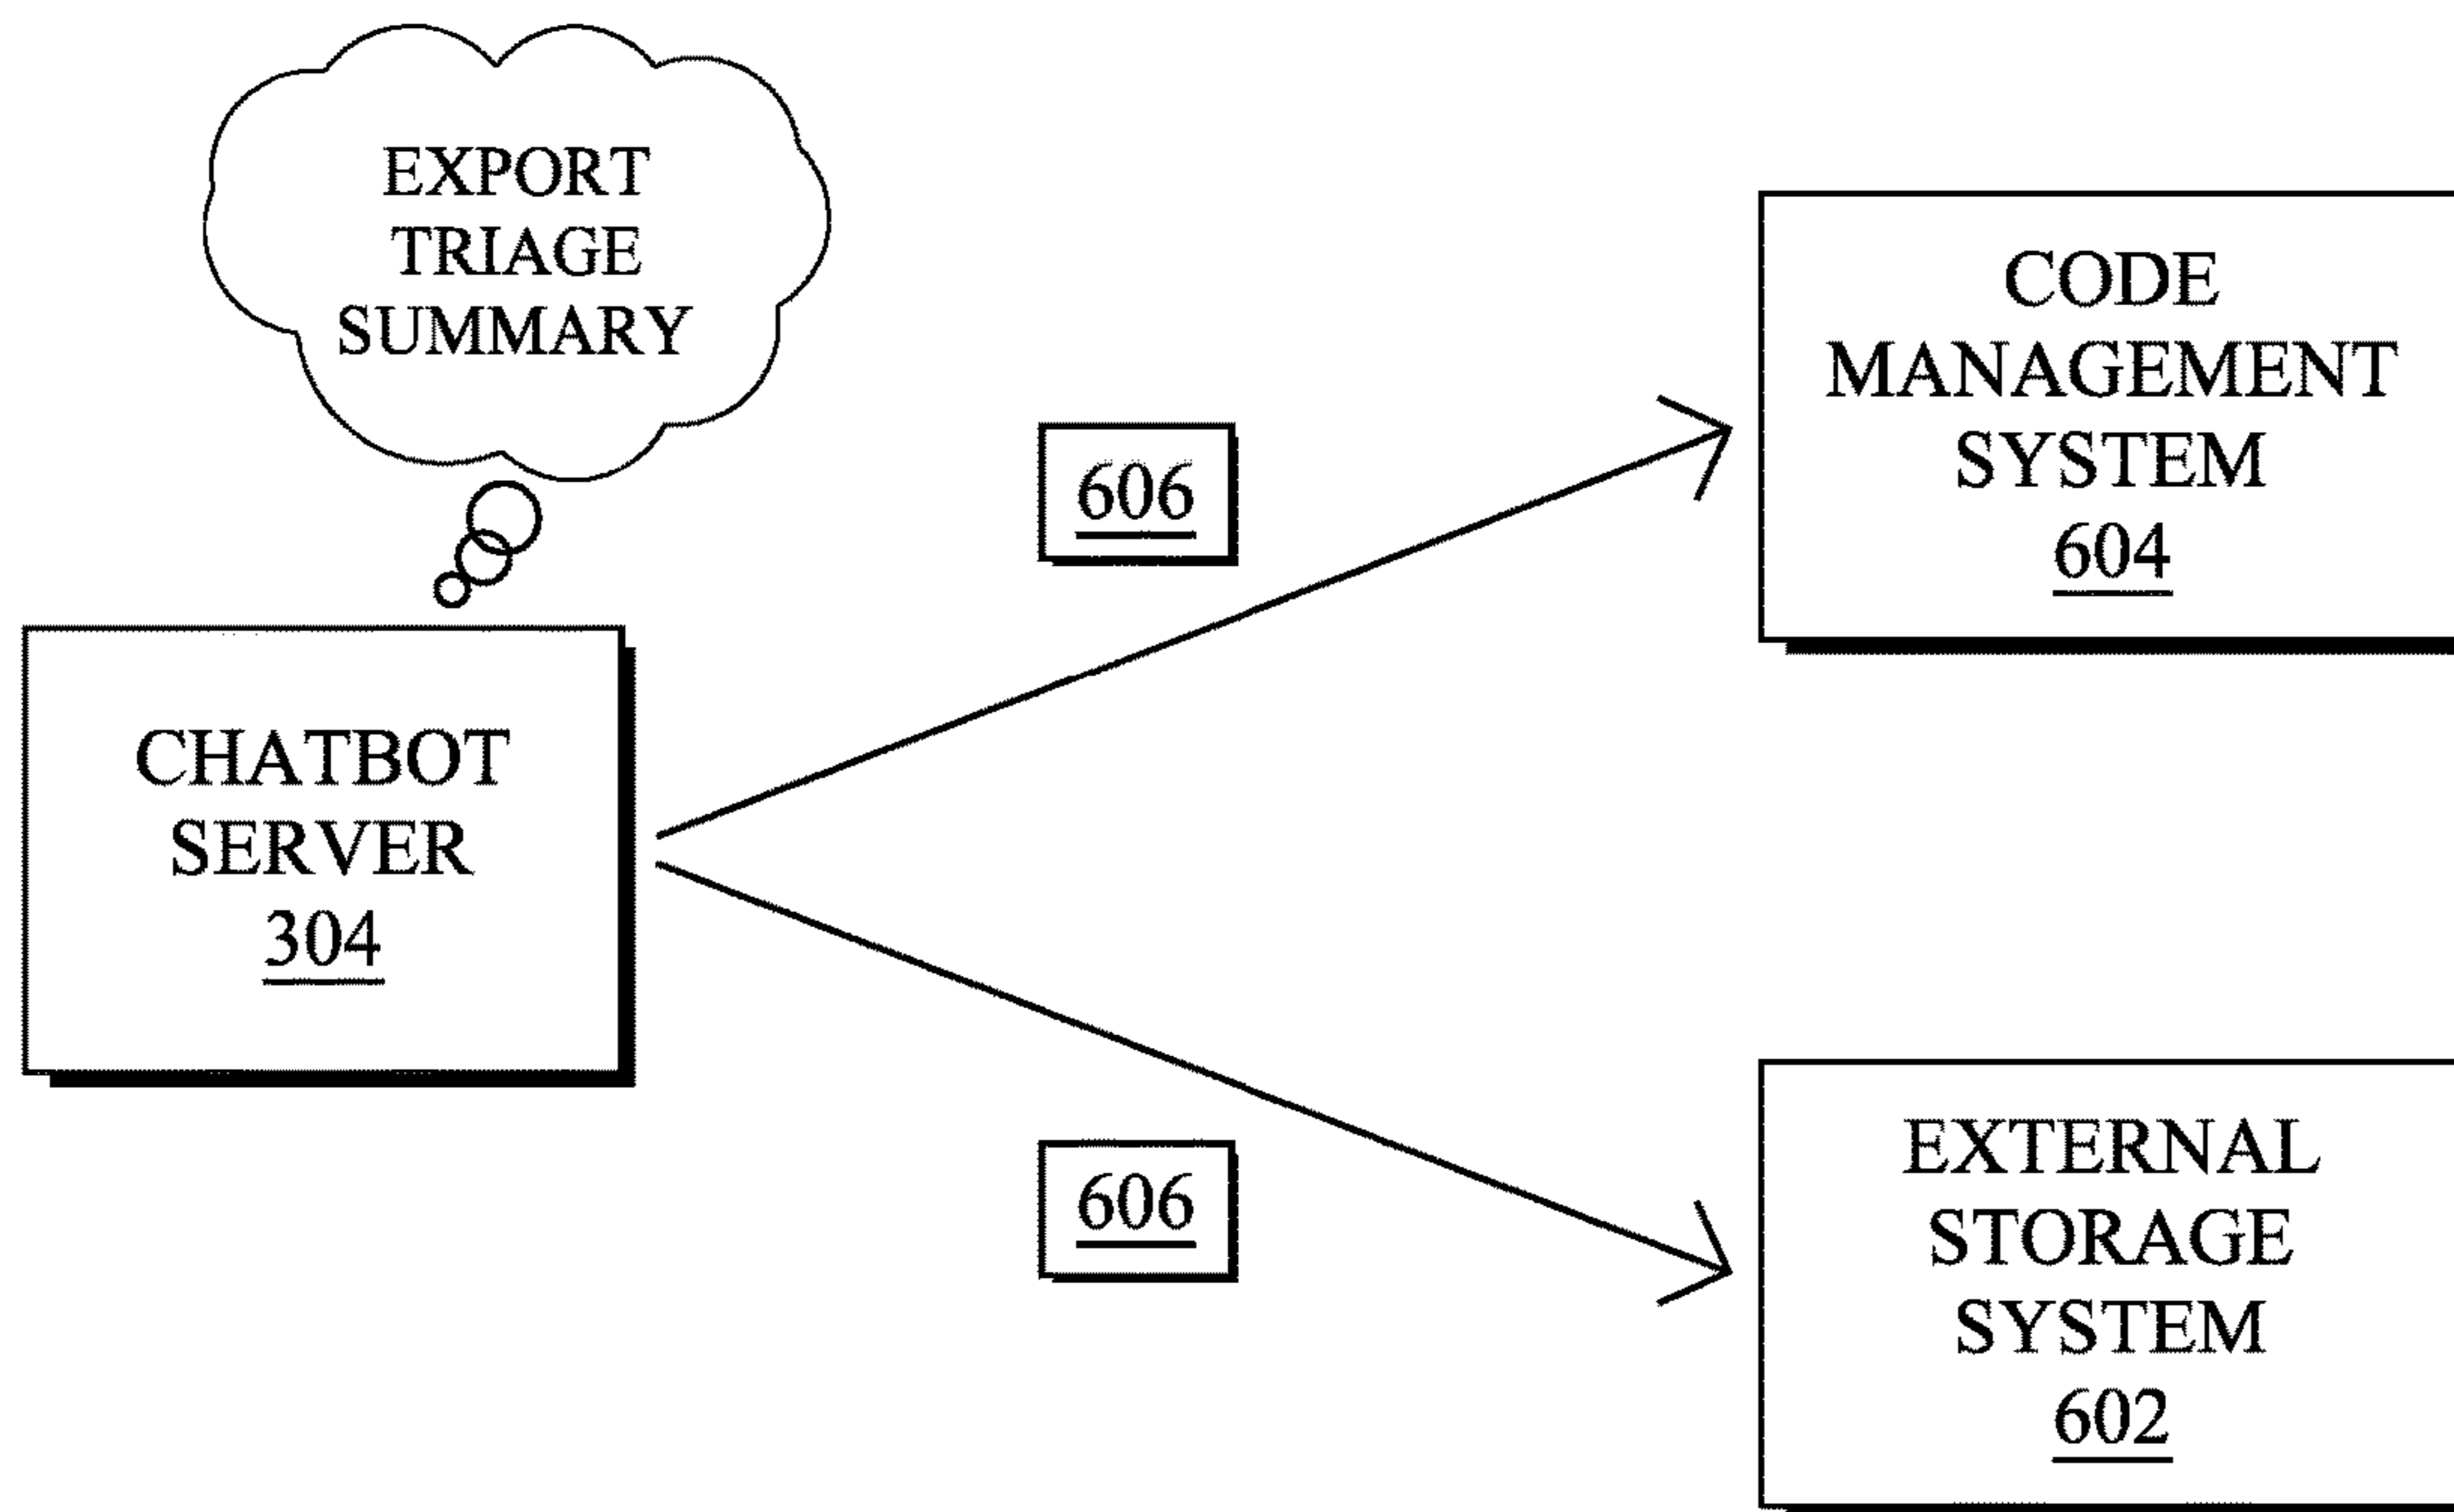 EXPORT
TRIAGE
SUMMARY
CHATBOT
SERVER
304
606
606
CODE
MANAGEMENT
SYSTEM
604
EXTERNAL
STORAGE
SYSTEM
602